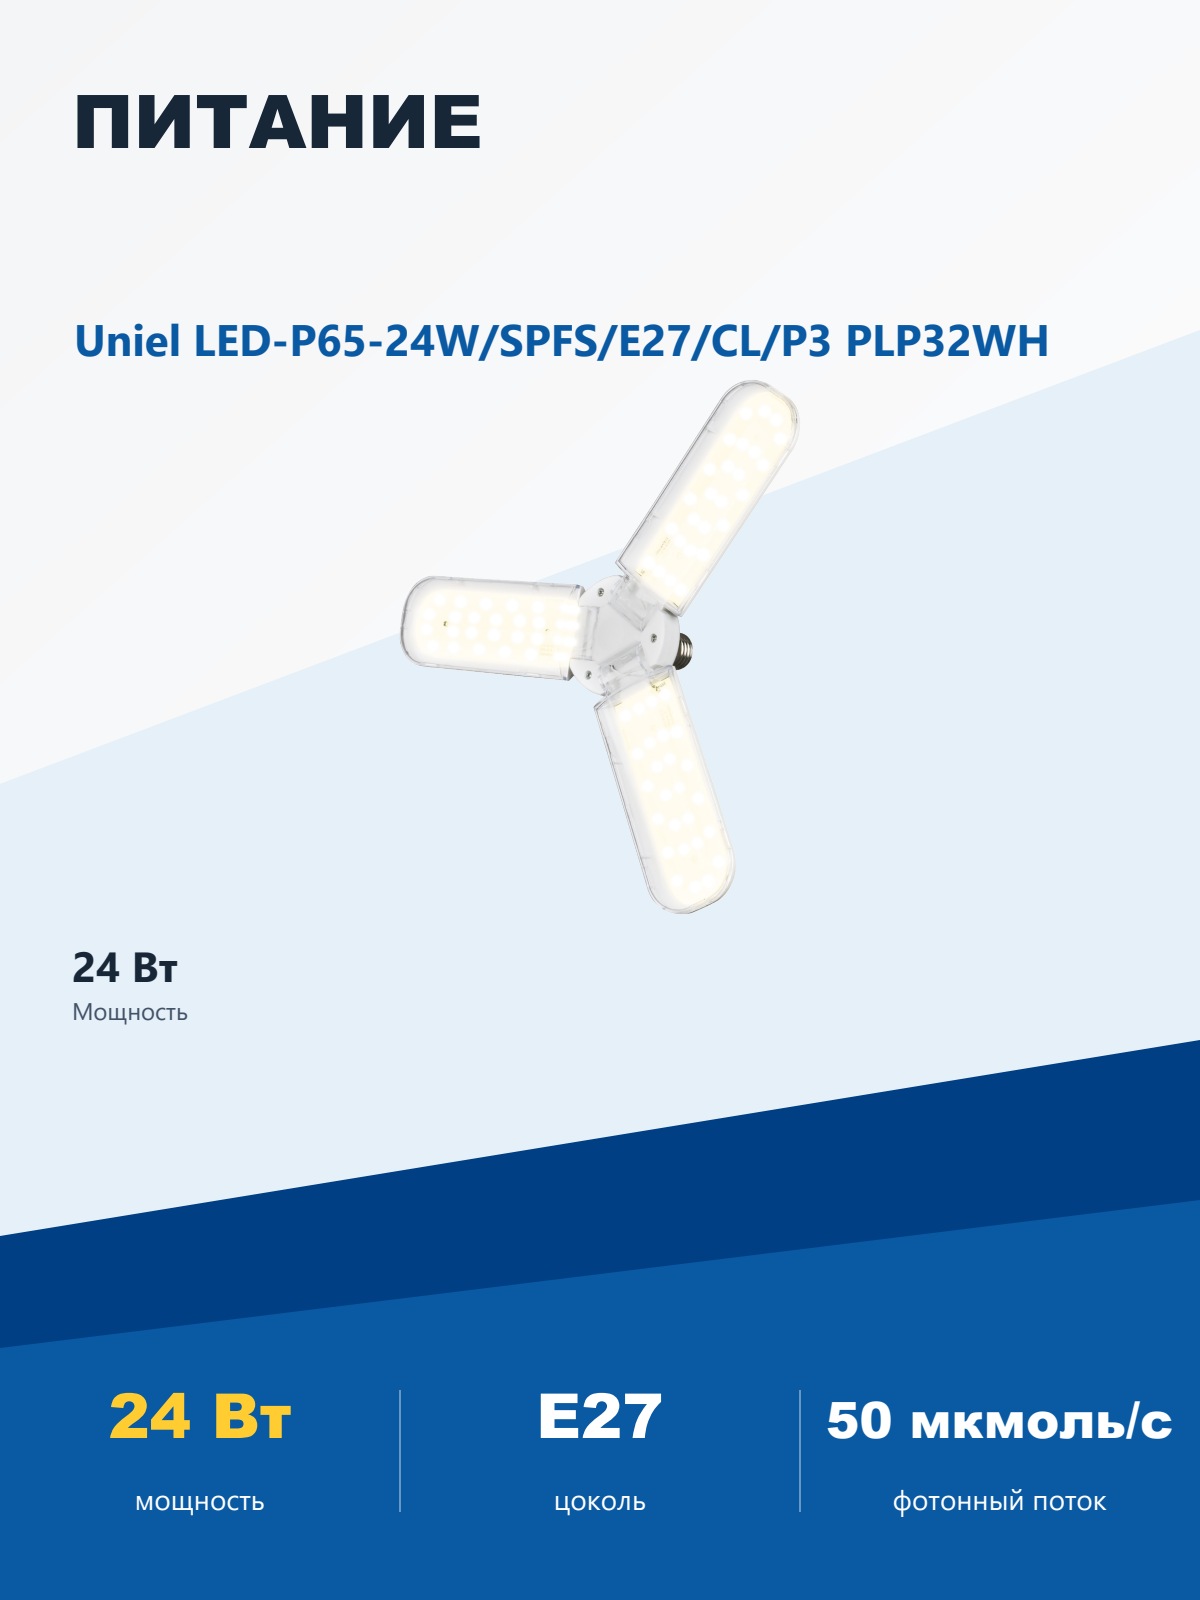 ПИТАНИЕ
Uniel LED-P65-24W/SPFS/E27/CL/P3 PLP32WH
24 Вт
Мощность
24 Вт
мощность
E27
цоколь
50 мкмоль/с
фотонный поток